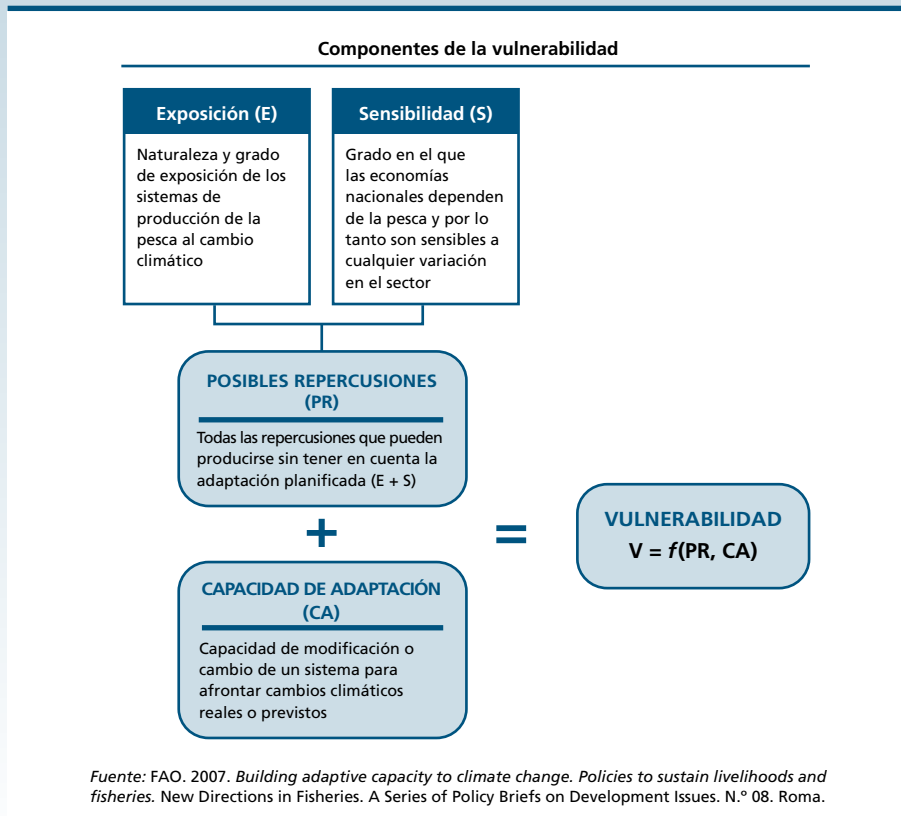 Componentes de la vulnerabilidad
Exposición (E)
Naturaleza y grado
de exposición de los
sistemas de
producción de la
pesca al cambio
climático
Sensibilidad (S)
Grado en el que
las economías
nacionales dependen
de la pesca y por lo
tanto son sensibles a
cualquier variación
en el sector
POSIBLES REPERCUSIONES
(PR)
Todas las repercusiones que pueden
producirse sin tener en cuenta la
adaptación planificada (E + S)
+
CAPACIDAD DE ADAPTACIÓN
(CA)
Capacidad de modificación o
cambio de un sistema para
afrontar cambios climáticos
reales o previstos
=
VULNERABILIDAD
V = f(PR, CA)
Fuente: FAO. 2007. Building adaptive capacity to climate change. Policies to sustain livelihoods and
fisheries. New Directions in Fisheries. A Series of Policy Briefs on Development Issues. N.º 08. Roma.